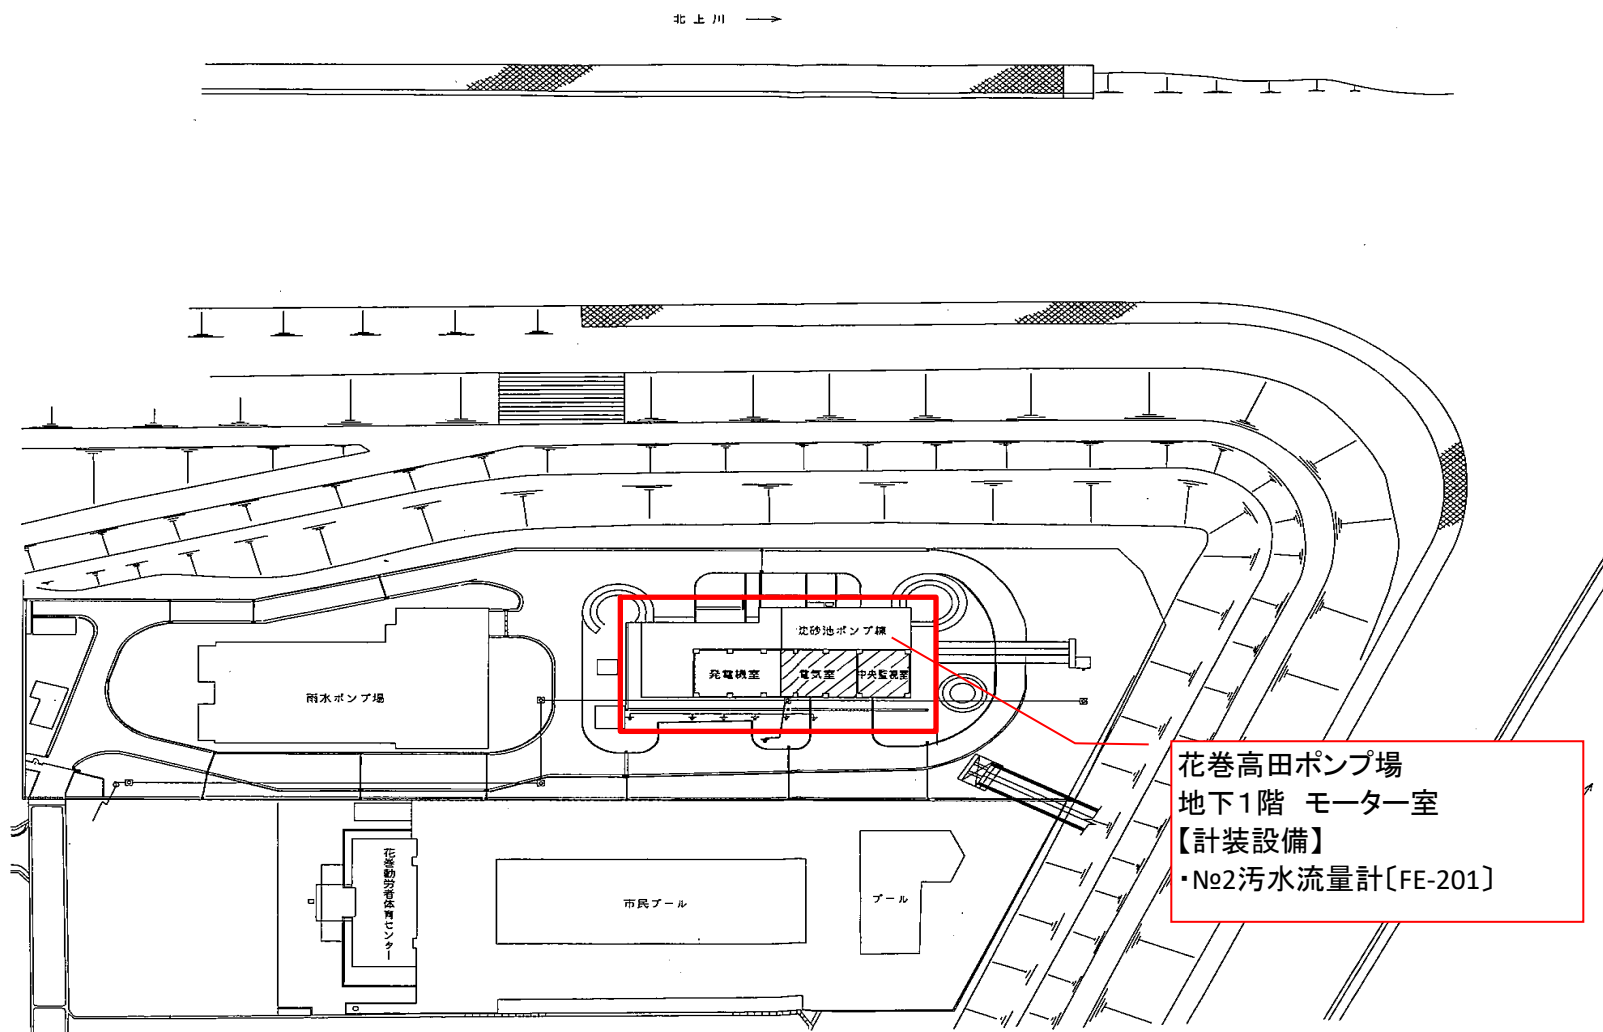 北上川
沈砂池ポンプ棟
発電機室
電気室
中央監視室
雨水ポンプ場
花巻高田ポンプ場
地下1階 モーター室
【計装設備】
・№2汚水流量計〔FE-201〕
花巻勤労者体育センター
市民プール
プール